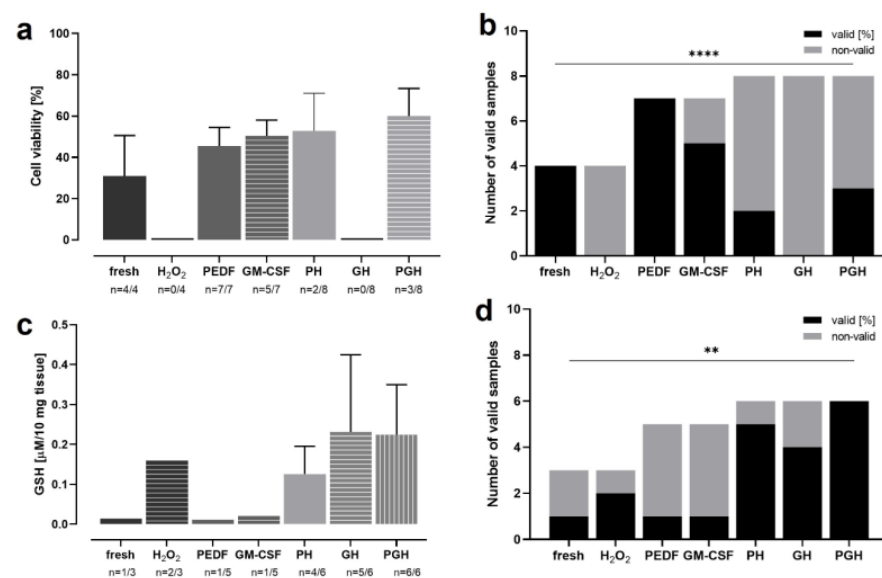 a
Cell viability [%]
100
80
60
40
20
0
fresh H₂O₂ PEDF GM-CSF PH GH PGH
n=4/4 n=0/4 n=7/7 n=5/7 n=2/8 n=0/8 n=3/8
b
Number of valid samples
valid [%]
non-valid
****
10
8
6
4
2
0
fresh H₂O₂ PEDF GM-CSF PH GH PGH
c
GSH [µM/10 mg tissue]
0.5
0.4
0.3
0.2
0.1
0.0
fresh H₂O₂ PEDF GM-CSF PH GH PGH
n=1/3 n=2/3 n=1/5 n=1/5 n=4/6 n=5/6 n=6/6
d
Number of valid samples
valid [%]
non-valid
**
10
8
6
4
2
0
fresh H₂O₂ PEDF GM-CSF PH GH PGH